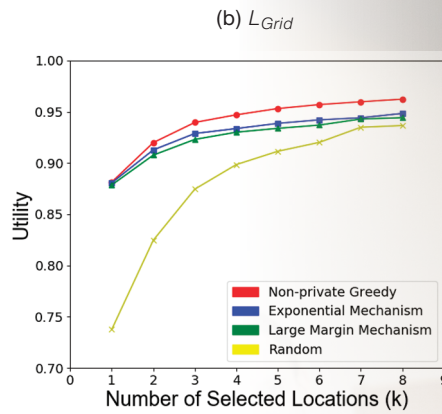 (b) L_Grid
1.00
0.95
0.90
0.85
0.80
0.75
0.70
Utility
Non-private Greedy
Exponential Mechanism
Large Margin Mechanism
Random
0 1 2 3 4 5 6 7 8 9
Number of Selected Locations (k)